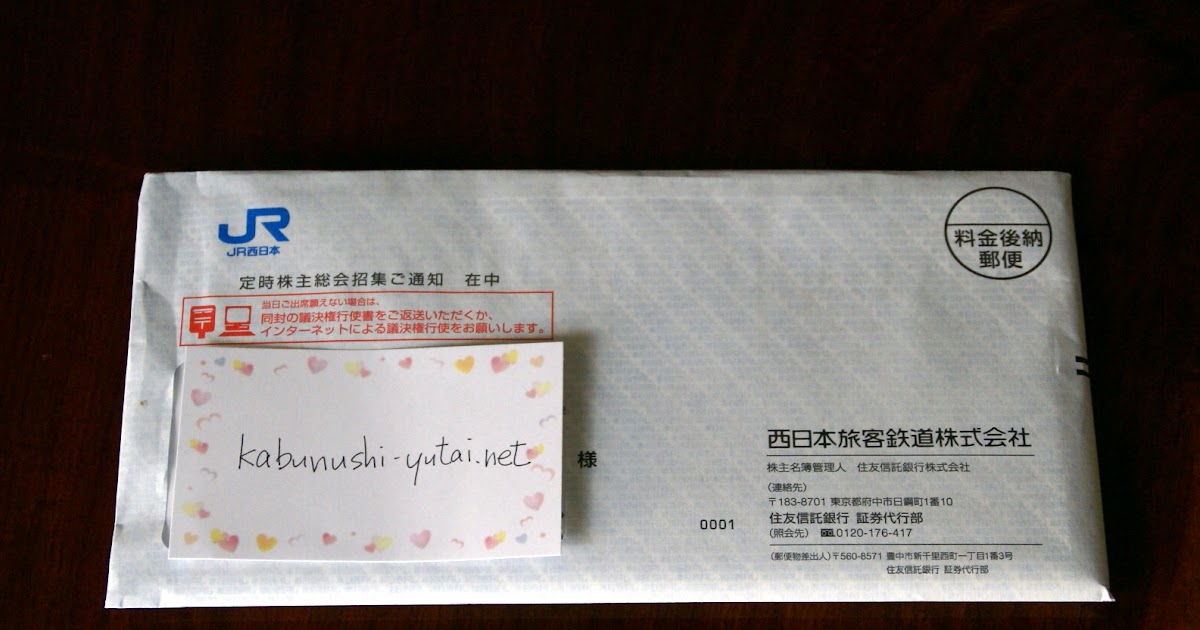 JR
JR西日本
料金後納
郵便
定時株主総会招集ご通知　在中
当日ご出席願えない場合は、
同封の議決権行使書をご返送いただくか、
インターネットによる議決権行使をお願いします。
kabunushi-yutai.net
様
西日本旅客鉄道株式会社
株主名簿管理人　住友信託銀行株式会社
（連絡先）
〒183-8701 東京都府中市日鋼町1番10
0001
住友信託銀行 証券代行部
（照会先）0120-176-417
（郵便物差出人）〒560-8571 豊中市新千里西町一丁目1番3号
住友信託銀行 証券代行部